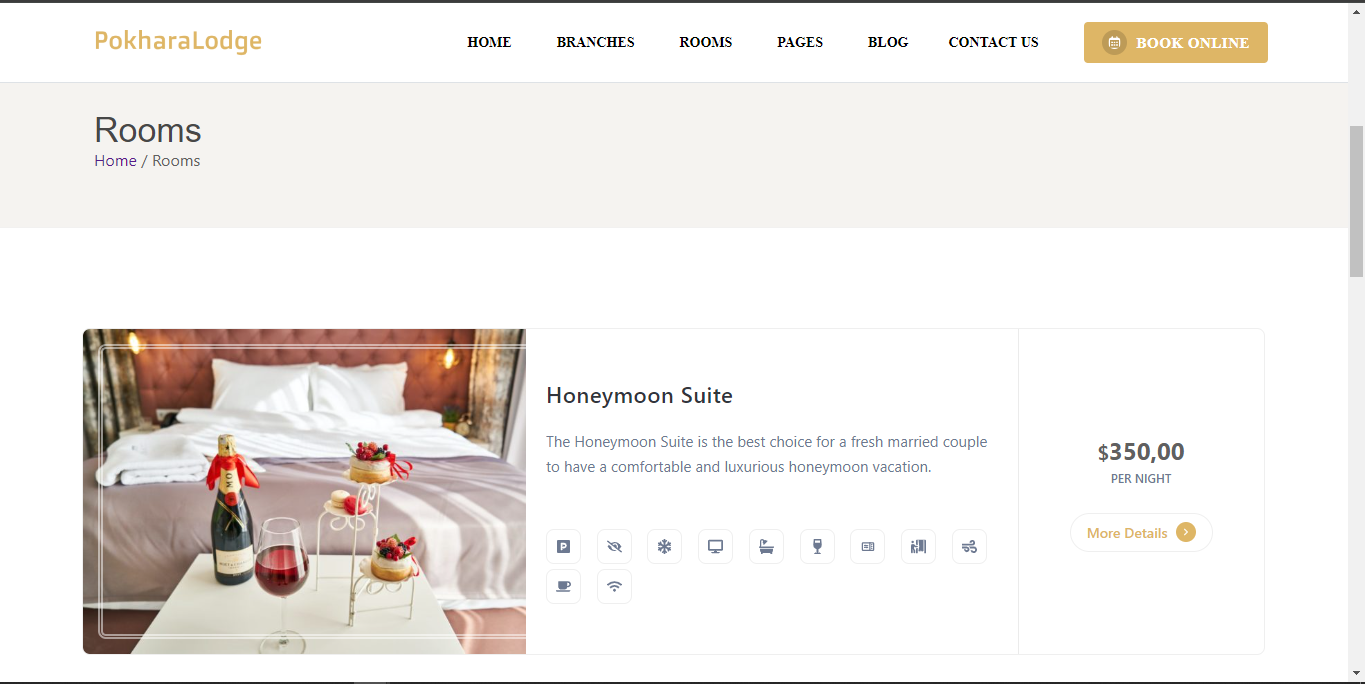 PokharaLodge
HOME BRANCHES ROOMS PAGES BLOG CONTACT US BOOK ONLINE
Rooms
Home / Rooms
Honeymoon Suite
The Honeymoon Suite is the best choice for a fresh married couple
to have a comfortable and luxurious honeymoon vacation.
$350,00
PER NIGHT
More Details
P